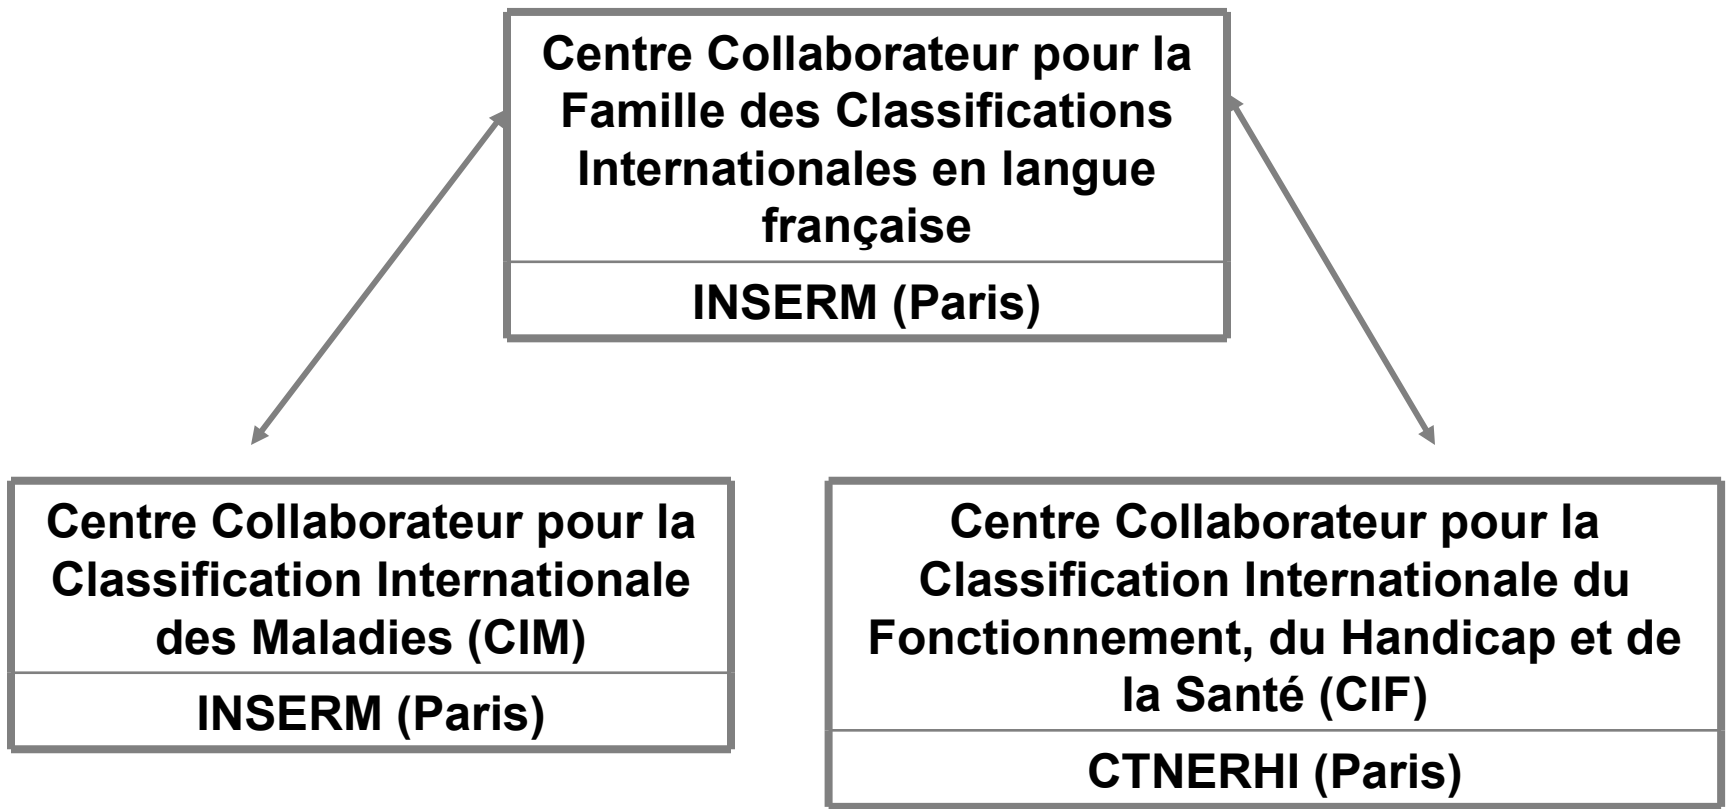 Centre Collaborateur pour la
Famille des Classifications
Internationales en langue
française
INSERM (Paris)
Centre Collaborateur pour la
Classification Internationale
des Maladies (CIM)
INSERM (Paris)
Centre Collaborateur pour la
Classification Internationale du
Fonctionnement, du Handicap et de
la Santé (CIF)
CTNERHI (Paris)